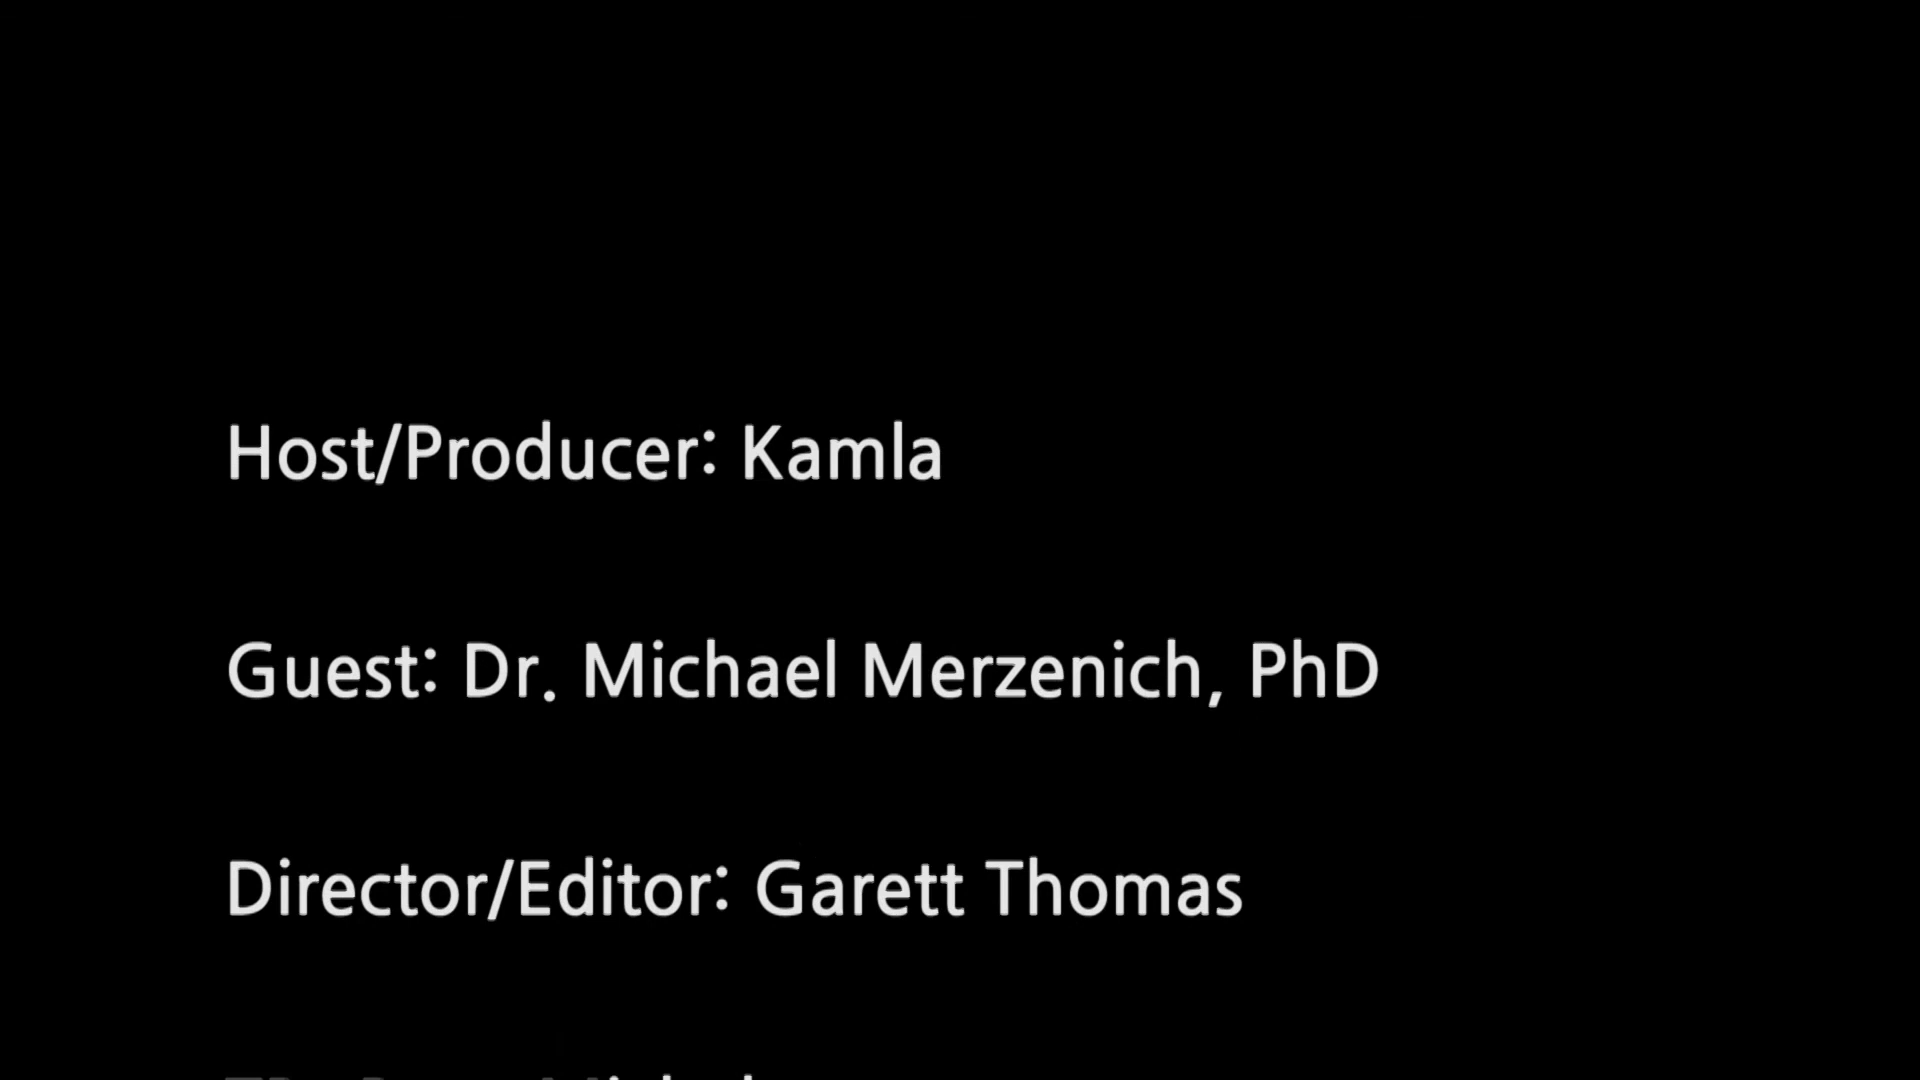 Host/Producer: Kamla
Guest: Dr. Michael Merzenich, PhD
Director/Editor: Garett Thomas